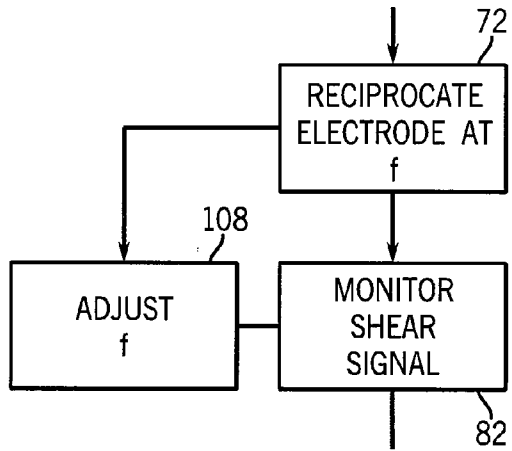 72
RECIPROCATE
ELECTRODE AT
f
108
ADJUST
f
MONITOR
SHEAR
SIGNAL
82